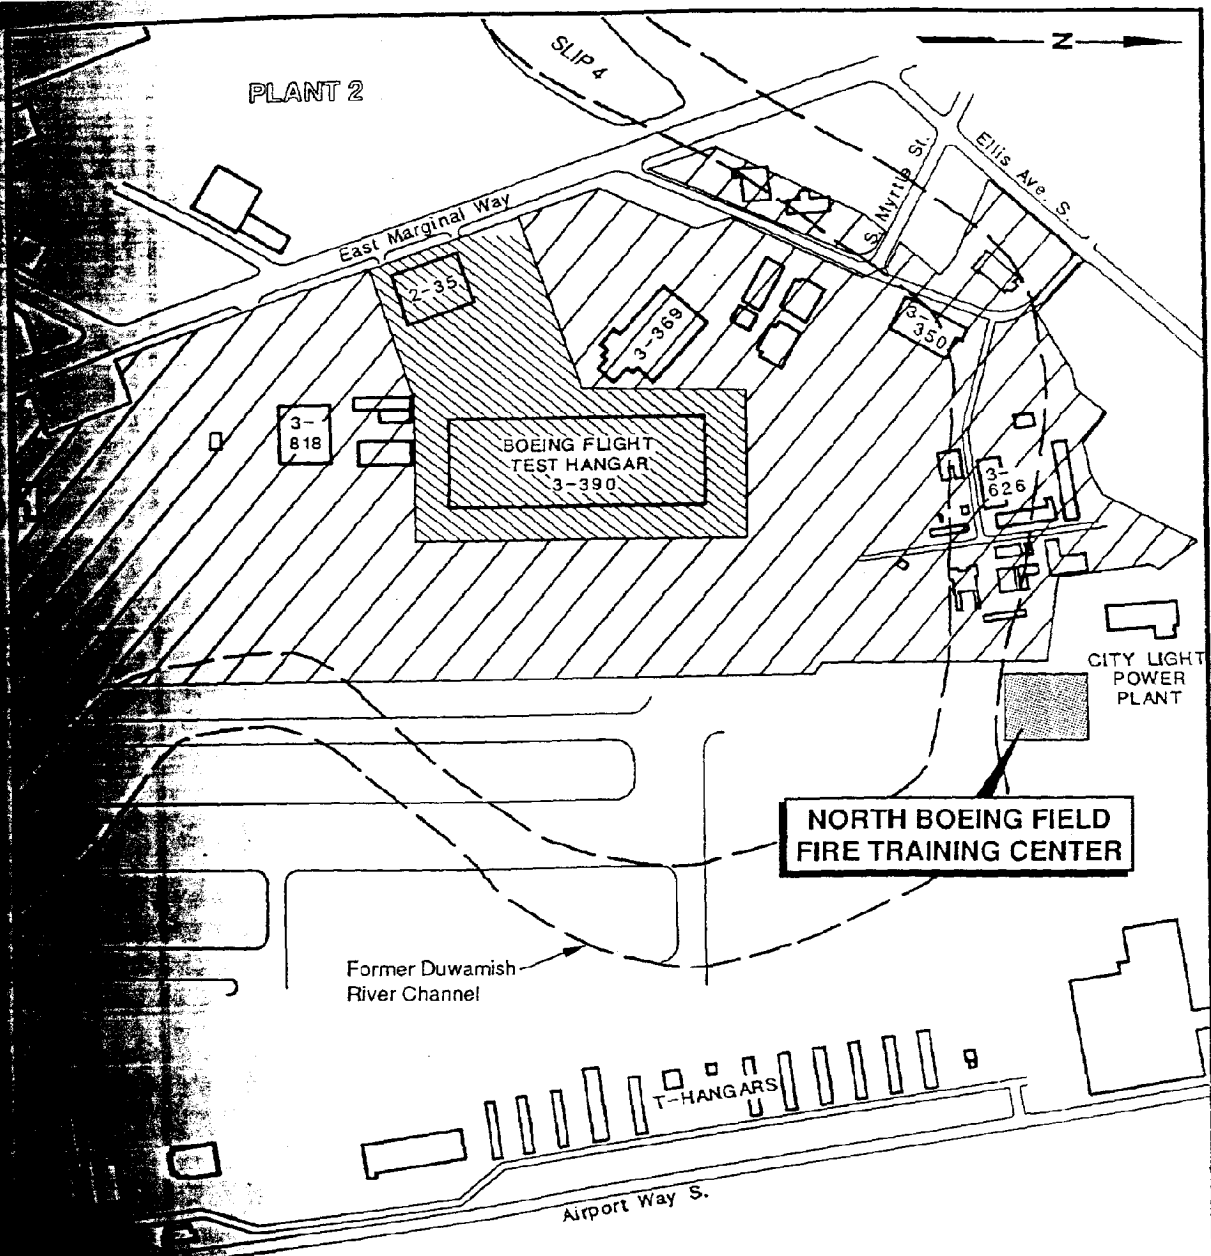 SLIP 4
N
PLANT 2
Ellis Ave S.
S. Myrtle St.
East Marginal Way
2-35
3-369
3-
350
3-
818
BOEING FLIGHT
TEST HANGAR
3-390
3-
626
CITY LIGHT
POWER
PLANT
NORTH BOEING FIELD
FIRE TRAINING CENTER
Former Duwamish
River Channel
T-HANGARS
Airport Way S.